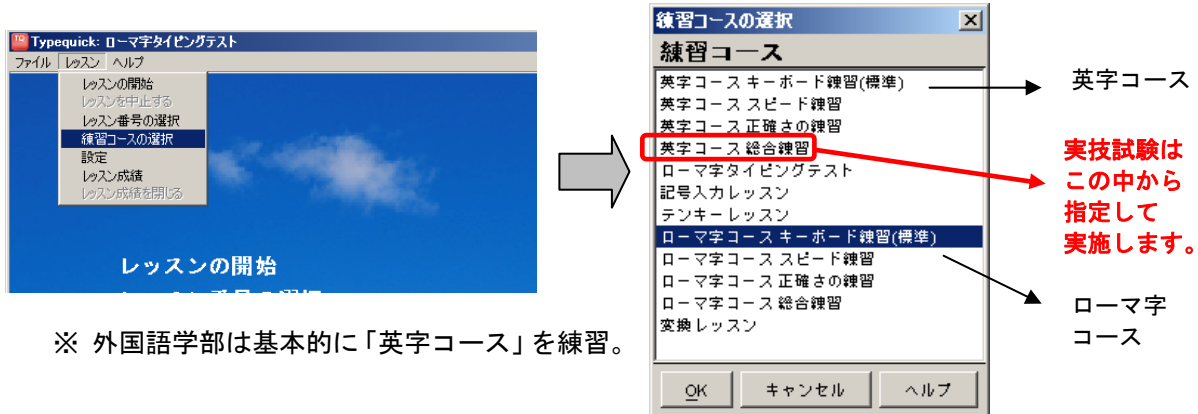 Typequick: ローマ字タイピングテスト
ファイル レッスン ヘルプ
レッスンの開始
レッスンを中止する
レッスン番号の選択
練習コースの選択
設定
レッスン成績
レッスン成績を閉じる
レッスンの開始
※ 外国語学部は基本的に「英字コース」を練習。
練習コースの選択
練習コース
英字コース キーボード練習(標準)
英字コース スピード練習
英字コース 正確さの練習
英字コース 総合練習
ローマ字タイピングテスト
記号入力レッスン
テンキーレッスン
ローマ字コース キーボード練習(標準)
ローマ字コース スピード練習
ローマ字コース 正確さの練習
ローマ字コース 総合練習
変換レッスン
OK キャンセル ヘルプ
英字コース
実技試験は
この中から
指定して
実施します。
ローマ字
コース